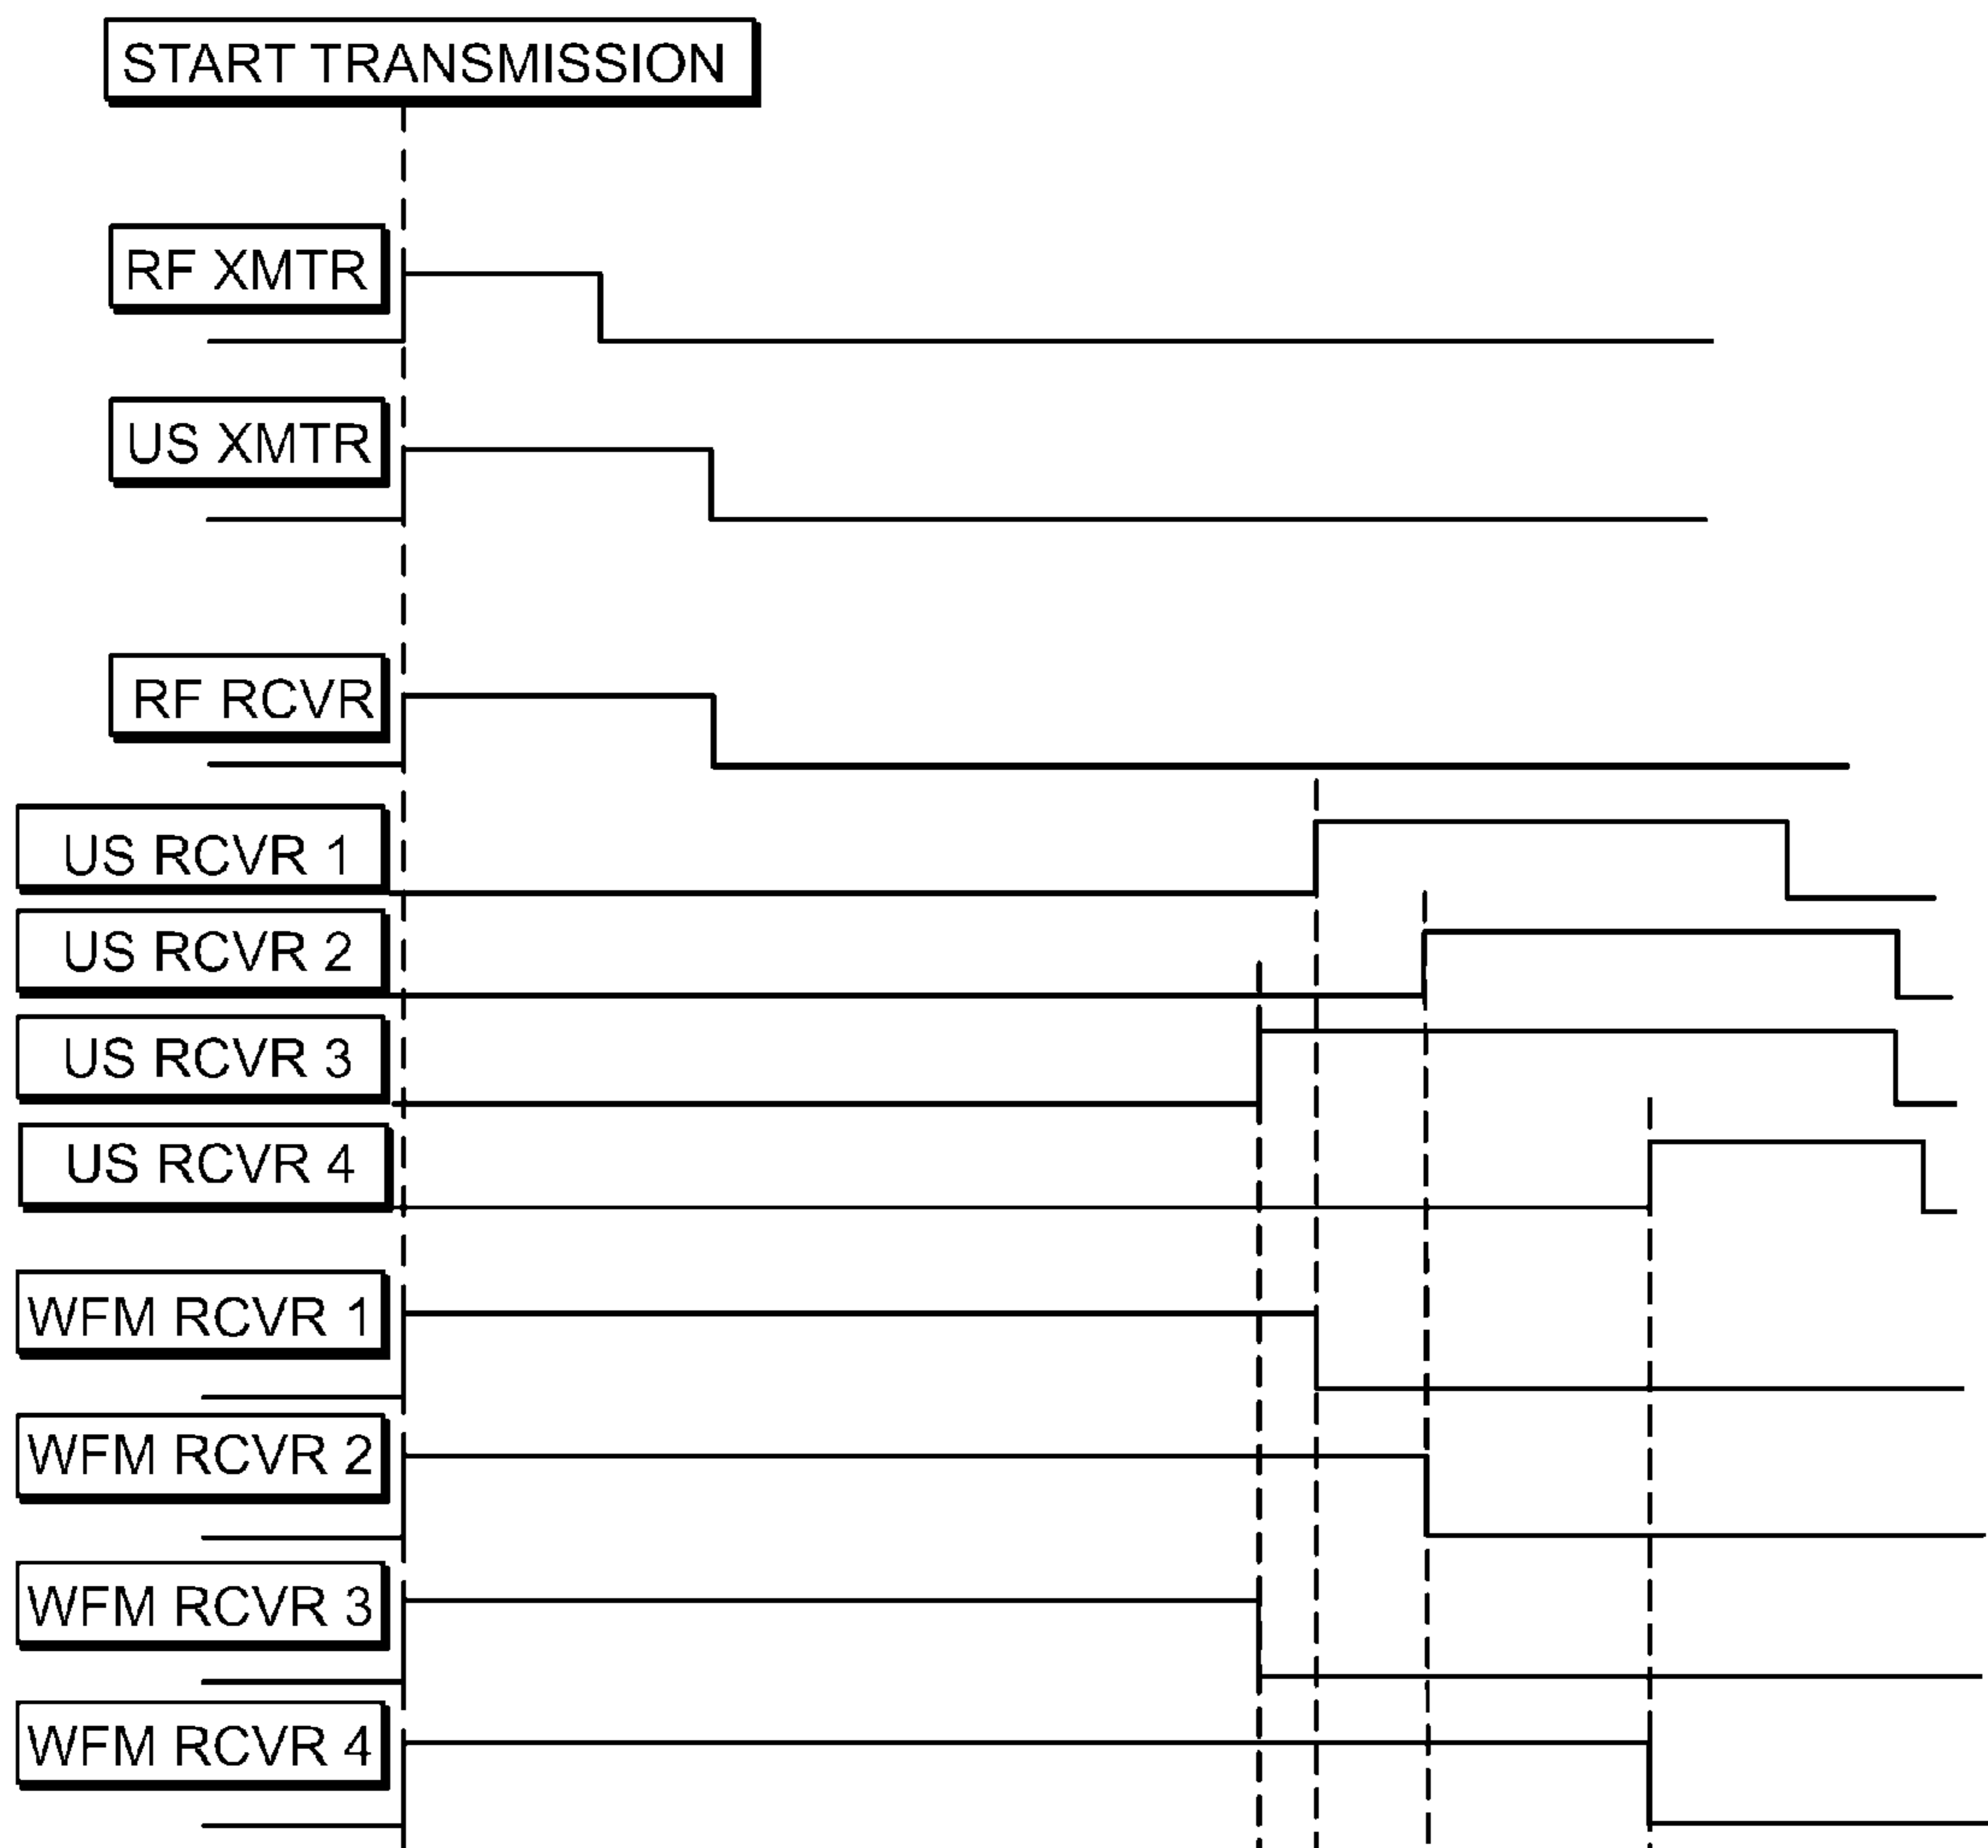 START TRANSMISSION
RF XMTR
US XMTR
RF RCVR
US RCVR 1
US RCVR 2
US RCVR 3
US RCVR 4
WFM RCVR 1
WFM RCVR 2
WFM RCVR 3
WFM RCVR 4